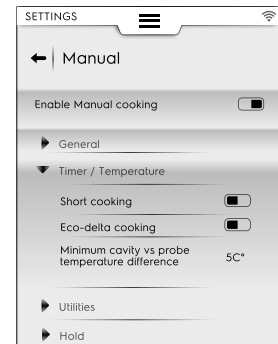 SETTINGS
Manual
Enable Manual cooking
General
Timer / Temperature
Short cooking
Eco-delta cooking
Minimum cavity vs probe
temperature difference
5C°
Utilities
Hold